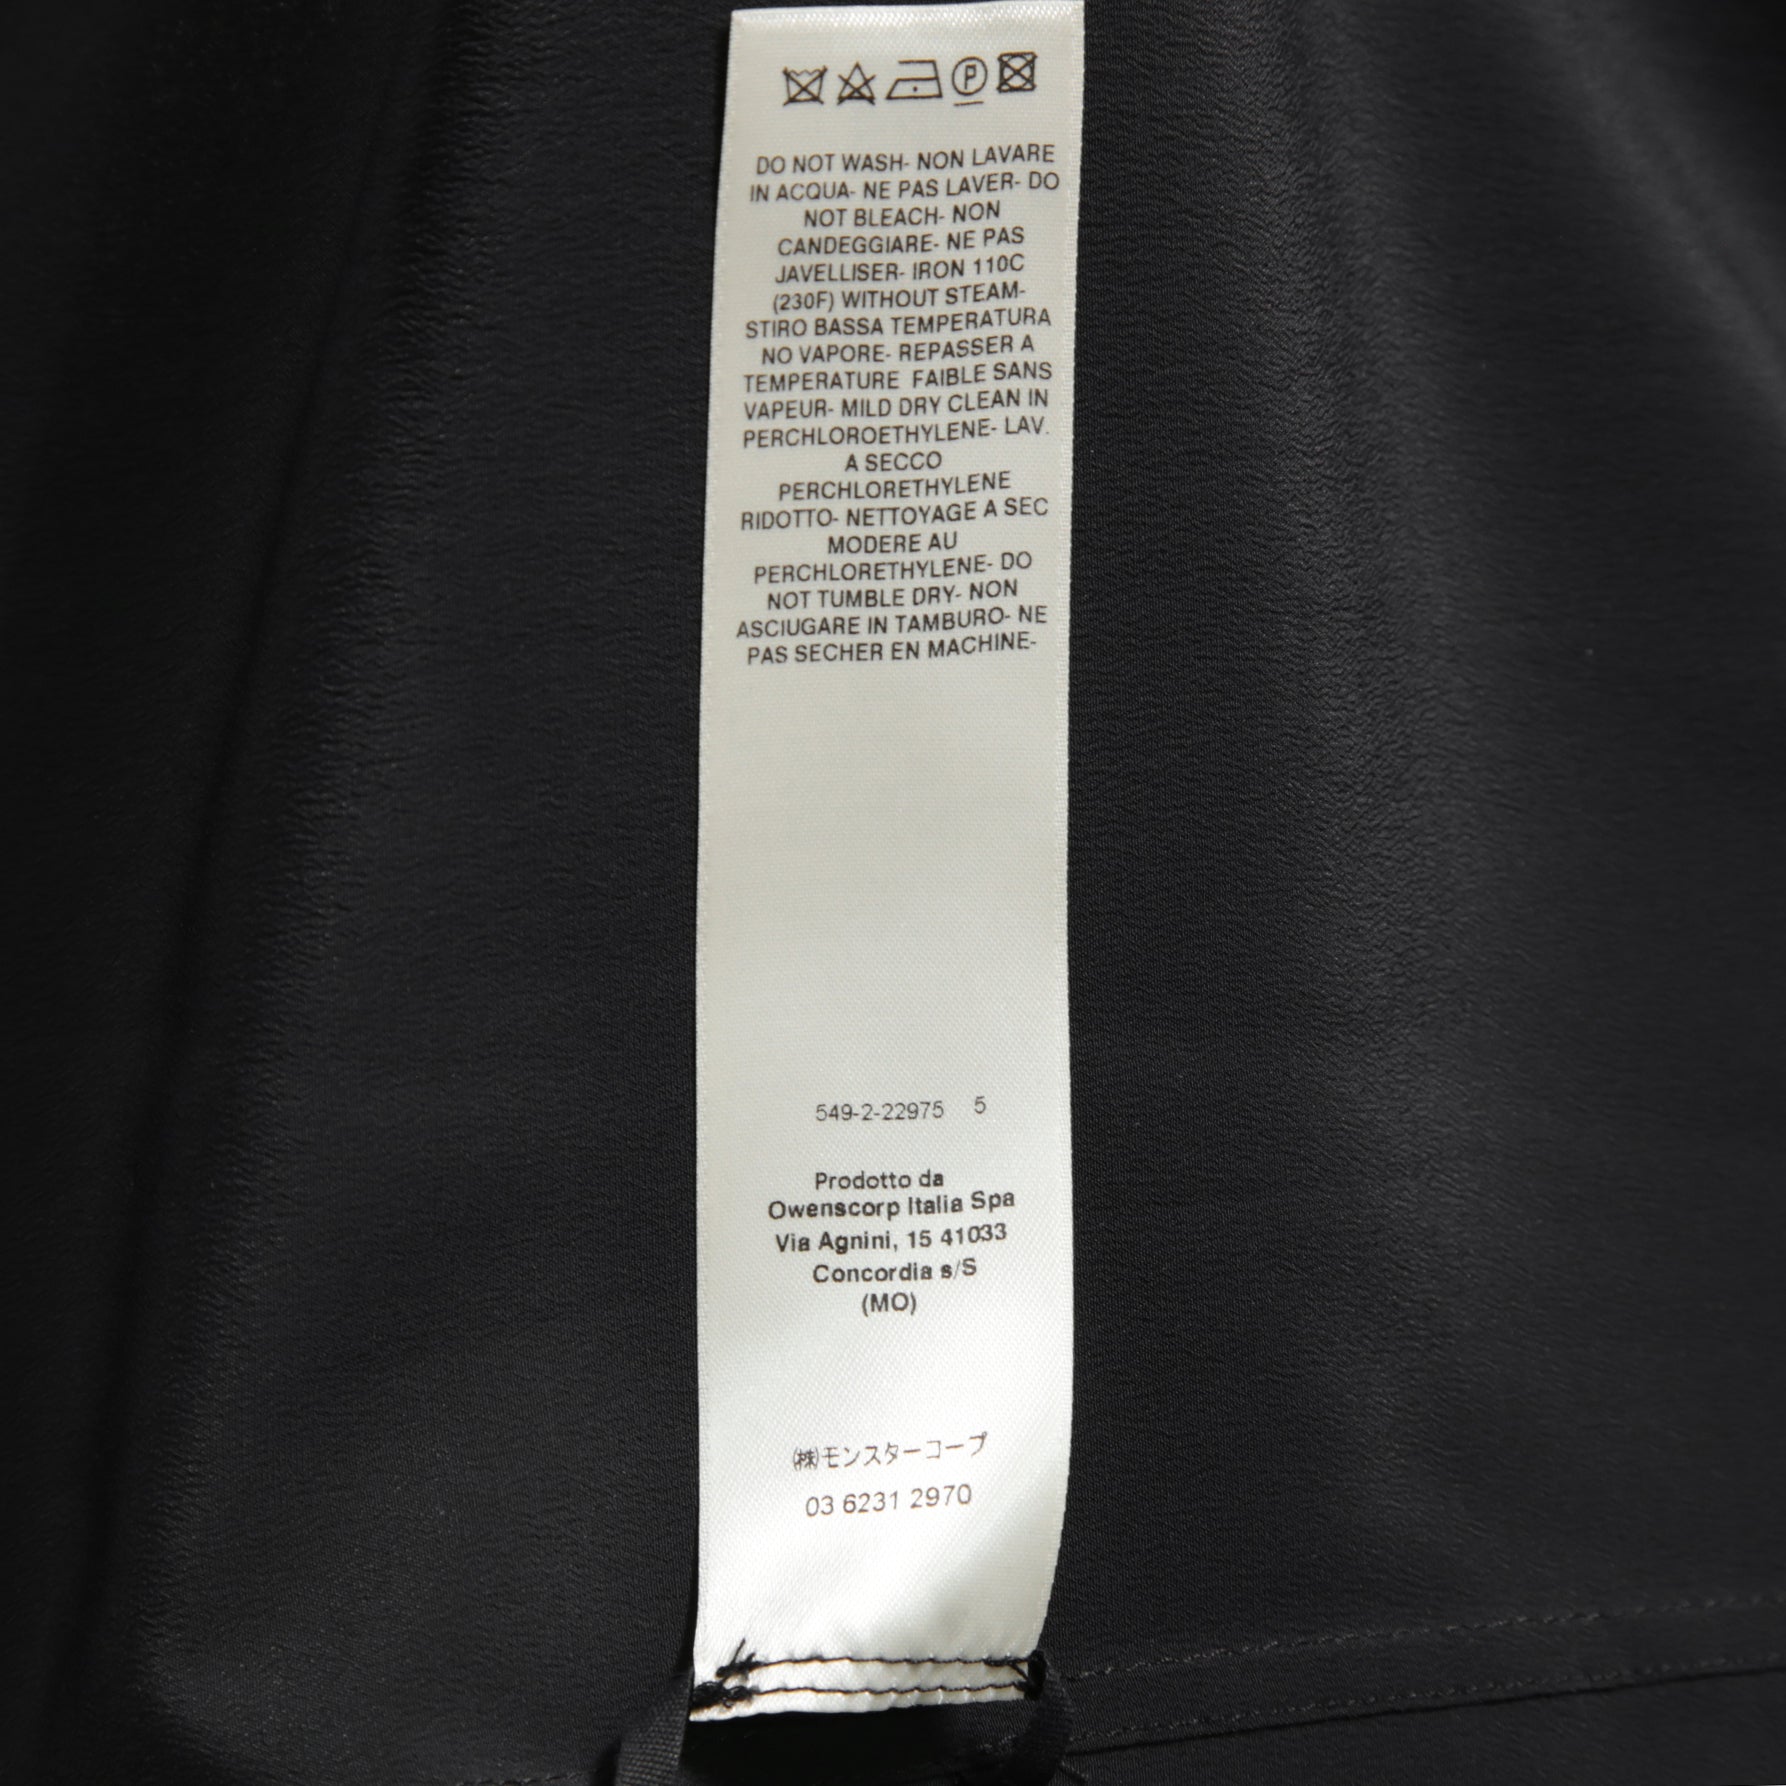 P
DO NOT WASH- NON LAVARE
IN ACQUA- NE PAS LAVER- DO
NOT BLEACH- NON
CANDEGGIARE- NE PAS
JAVELLISER- IRON 110C
(230F) WITHOUT STEAM-
STIRO BASSA TEMPERATURA
NO VAPORE- REPASSER A
TEMPERATURE FAIBLE SANS
VAPEUR- MILD DRY CLEAN IN
PERCHLOROETHYLENE- LAV.
A SECCO
PERCHLORETHYLENE
RIDOTTO- NETTOYAGE A SEC
MODERE AU
PERCHLORETHYLENE- DO
NOT TUMBLE DRY- NON
ASCIUGARE IN TAMBURO- NE
PAS SECHER EN MACHINE-
549-2-22975 5
Prodotto da
Owenscorp Italia Spa
Via Agnini, 15 41033
Concordia s/S
(MO)
㈱モンスターコープ
03 6231 2970